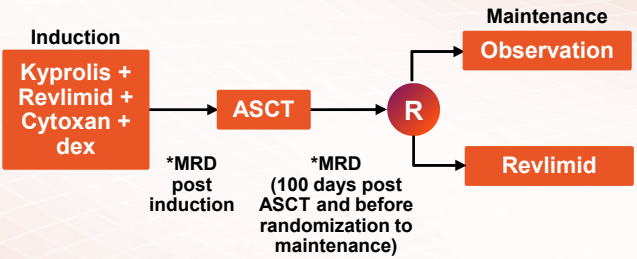 Induction
Kyprolis +
Revlimid +
Cytoxan +
dex
ASCT
R
Maintenance
Observation
Revlimid
*MRD
post
induction
*MRD
(100 days post
ASCT and before
randomization to
maintenance)